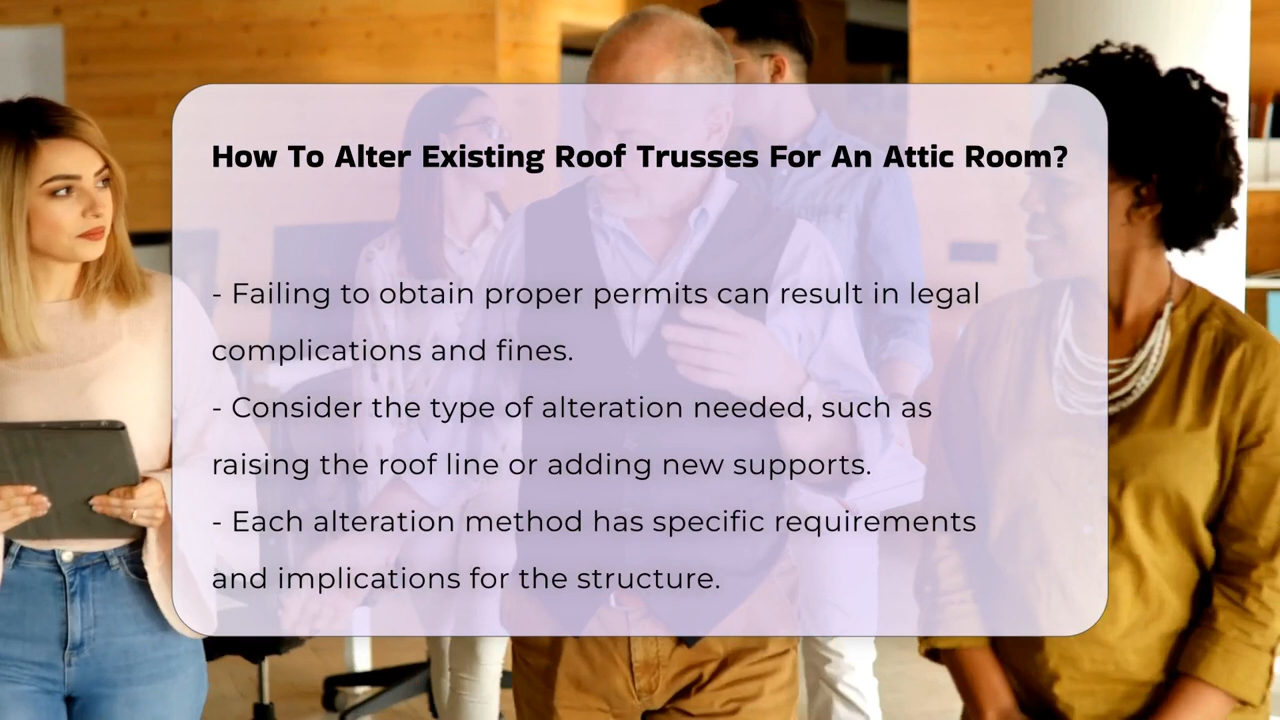 How To Alter Existing Roof Trusses For An Attic Room?
- Failing to obtain proper permits can result in legal
complications and fines.
- Consider the type of alteration needed, such as
raising the roof line or adding new supports.
- Each alteration method has specific requirements
and implications for the structure.